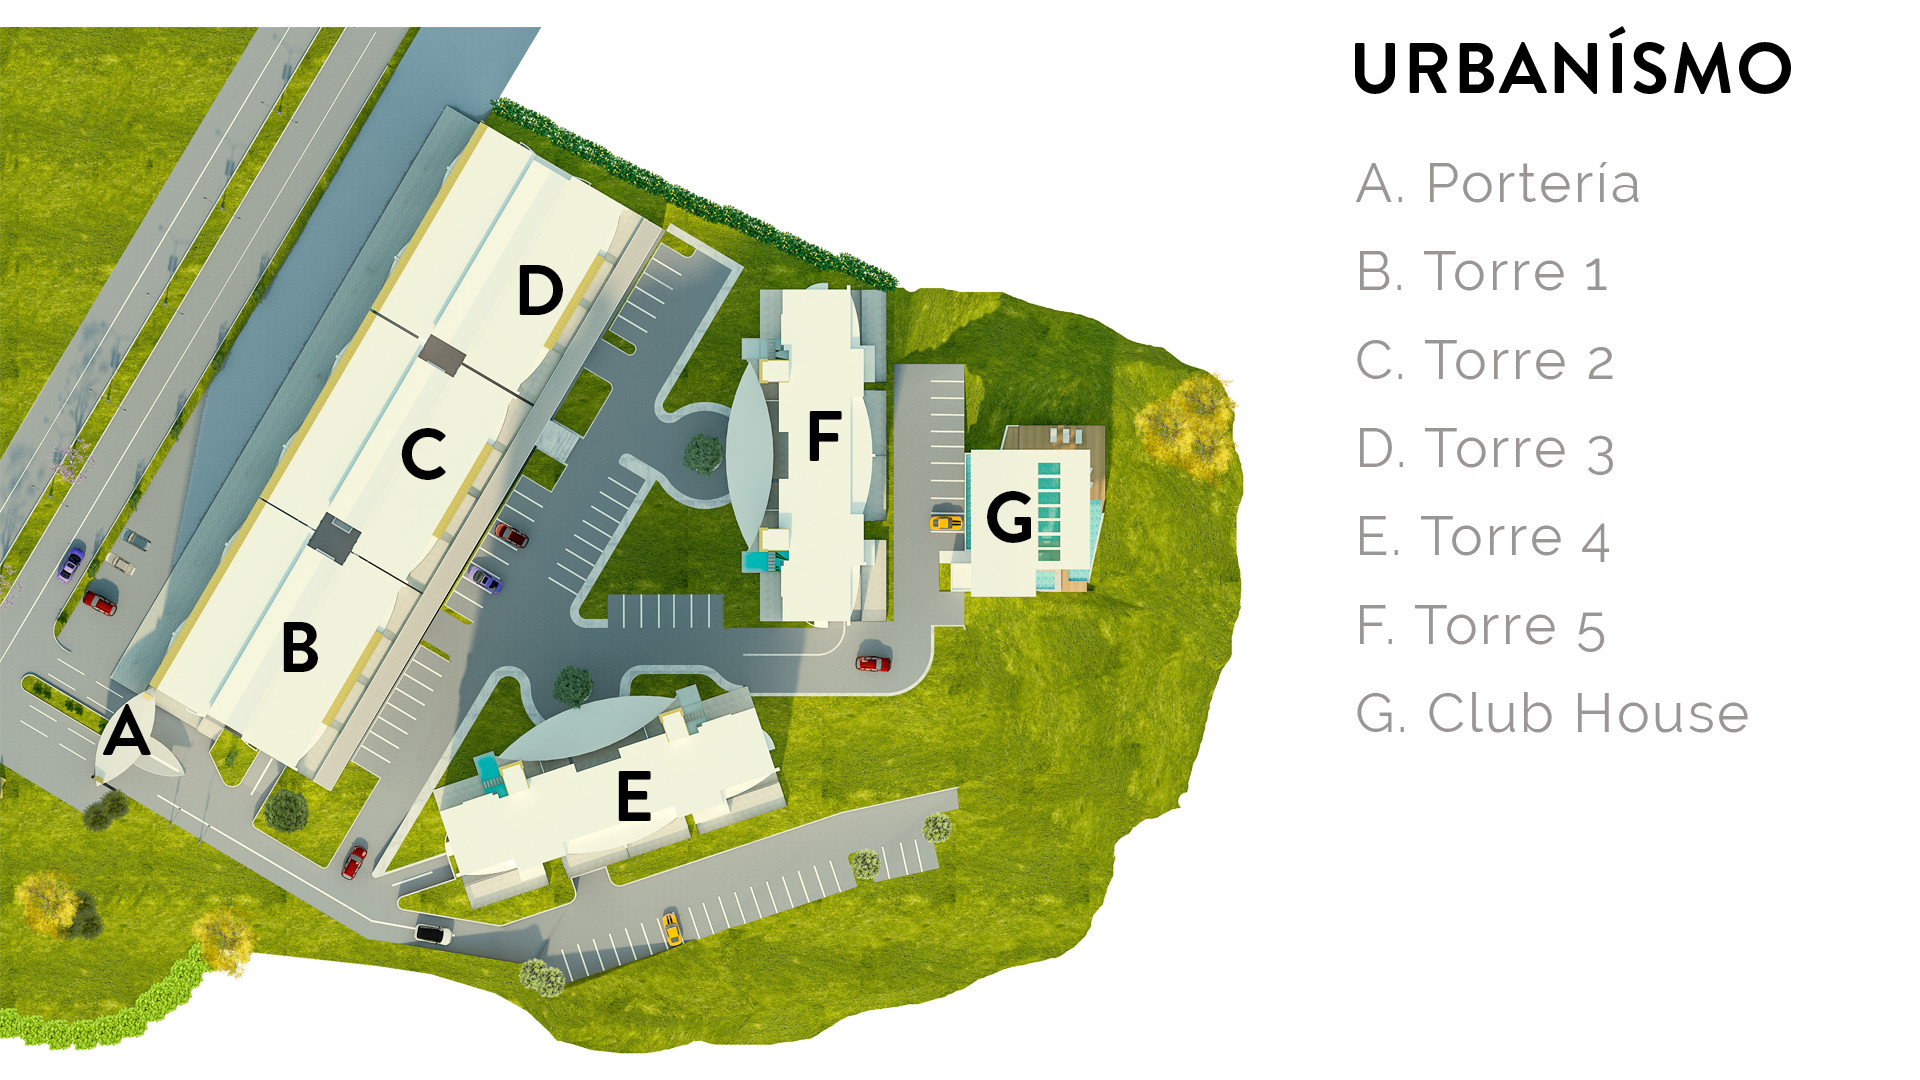 URBANÍSMO
A. Portería
B. Torre 1
C. Torre 2
D. Torre 3
E. Torre 4
F. Torre 5
G. Club House
D
F
C
G
B
A
E